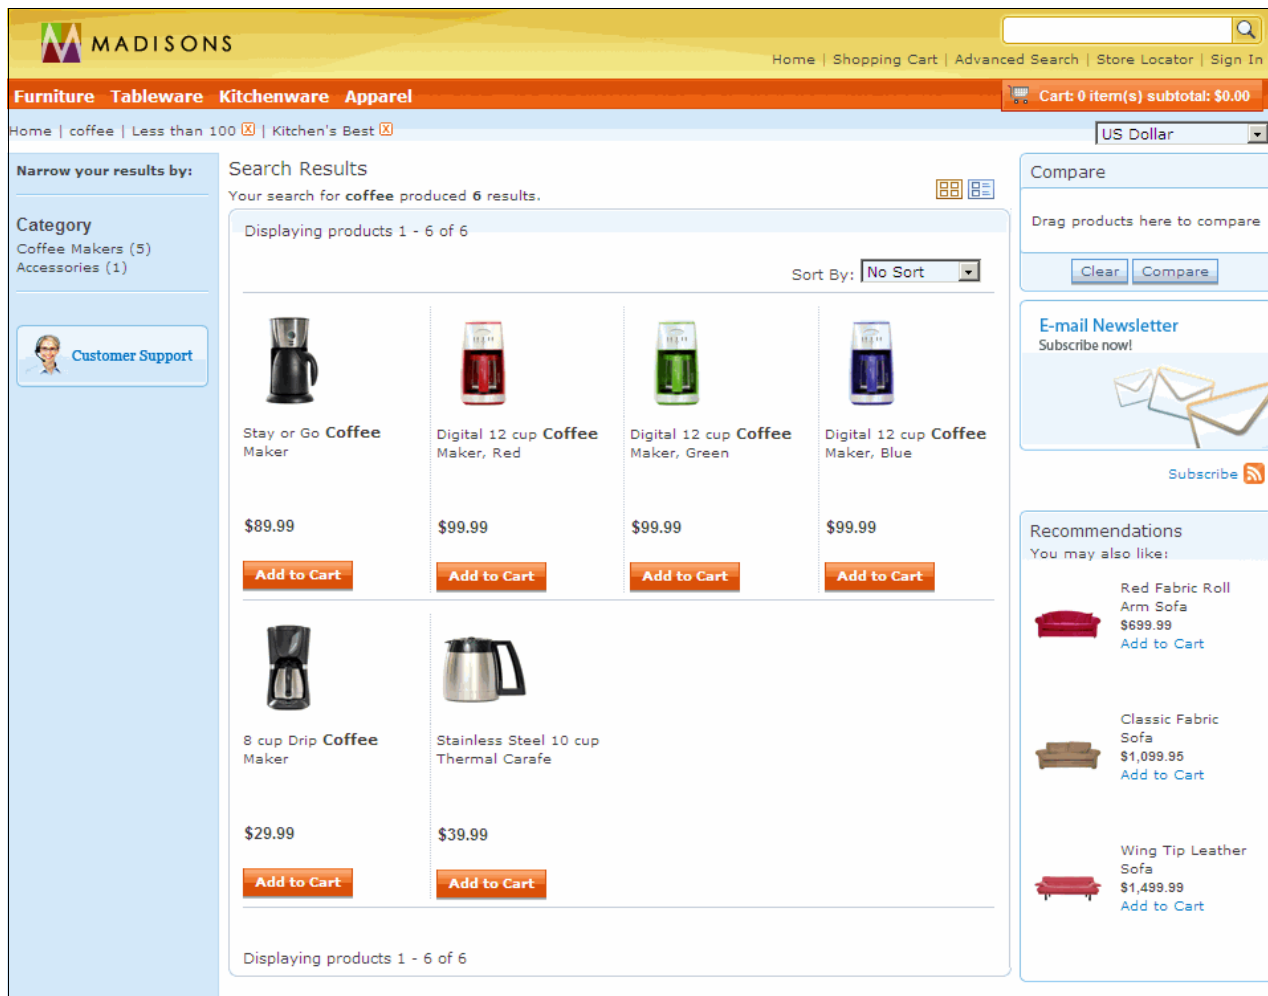 MADISONS
Home | Shopping Cart | Advanced Search | Store Locator | Sign In
Furniture Tableware Kitchenware Apparel
Cart: 0 item(s) subtotal: $0.00
Home | coffee | Less than 100 | Kitchen's Best
US Dollar
Narrow your results by:
Category
Coffee Makers (5)
Accessories (1)
Customer Support
Search Results
Your search for coffee produced 6 results.
Displaying products 1 - 6 of 6
Sort By: No Sort
Stay or Go Coffee
Maker
$89.99
Add to Cart
Digital 12 cup Coffee
Maker, Red
$99.99
Add to Cart
Digital 12 cup Coffee
Maker, Green
$99.99
Add to Cart
Digital 12 cup Coffee
Maker, Blue
$99.99
Add to Cart
8 cup Drip Coffee
Maker
$29.99
Add to Cart
Stainless Steel 10 cup
Thermal Carafe
$39.99
Add to Cart
Displaying products 1 - 6 of 6
Compare
Drag products here to compare
Clear Compare
E-mail Newsletter
Subscribe now!
Subscribe
Recommendations
You may also like:
Red Fabric Roll
Arm Sofa
$699.99
Add to Cart
Classic Fabric
Sofa
$1,099.95
Add to Cart
Wing Tip Leather
Sofa
$1,499.99
Add to Cart